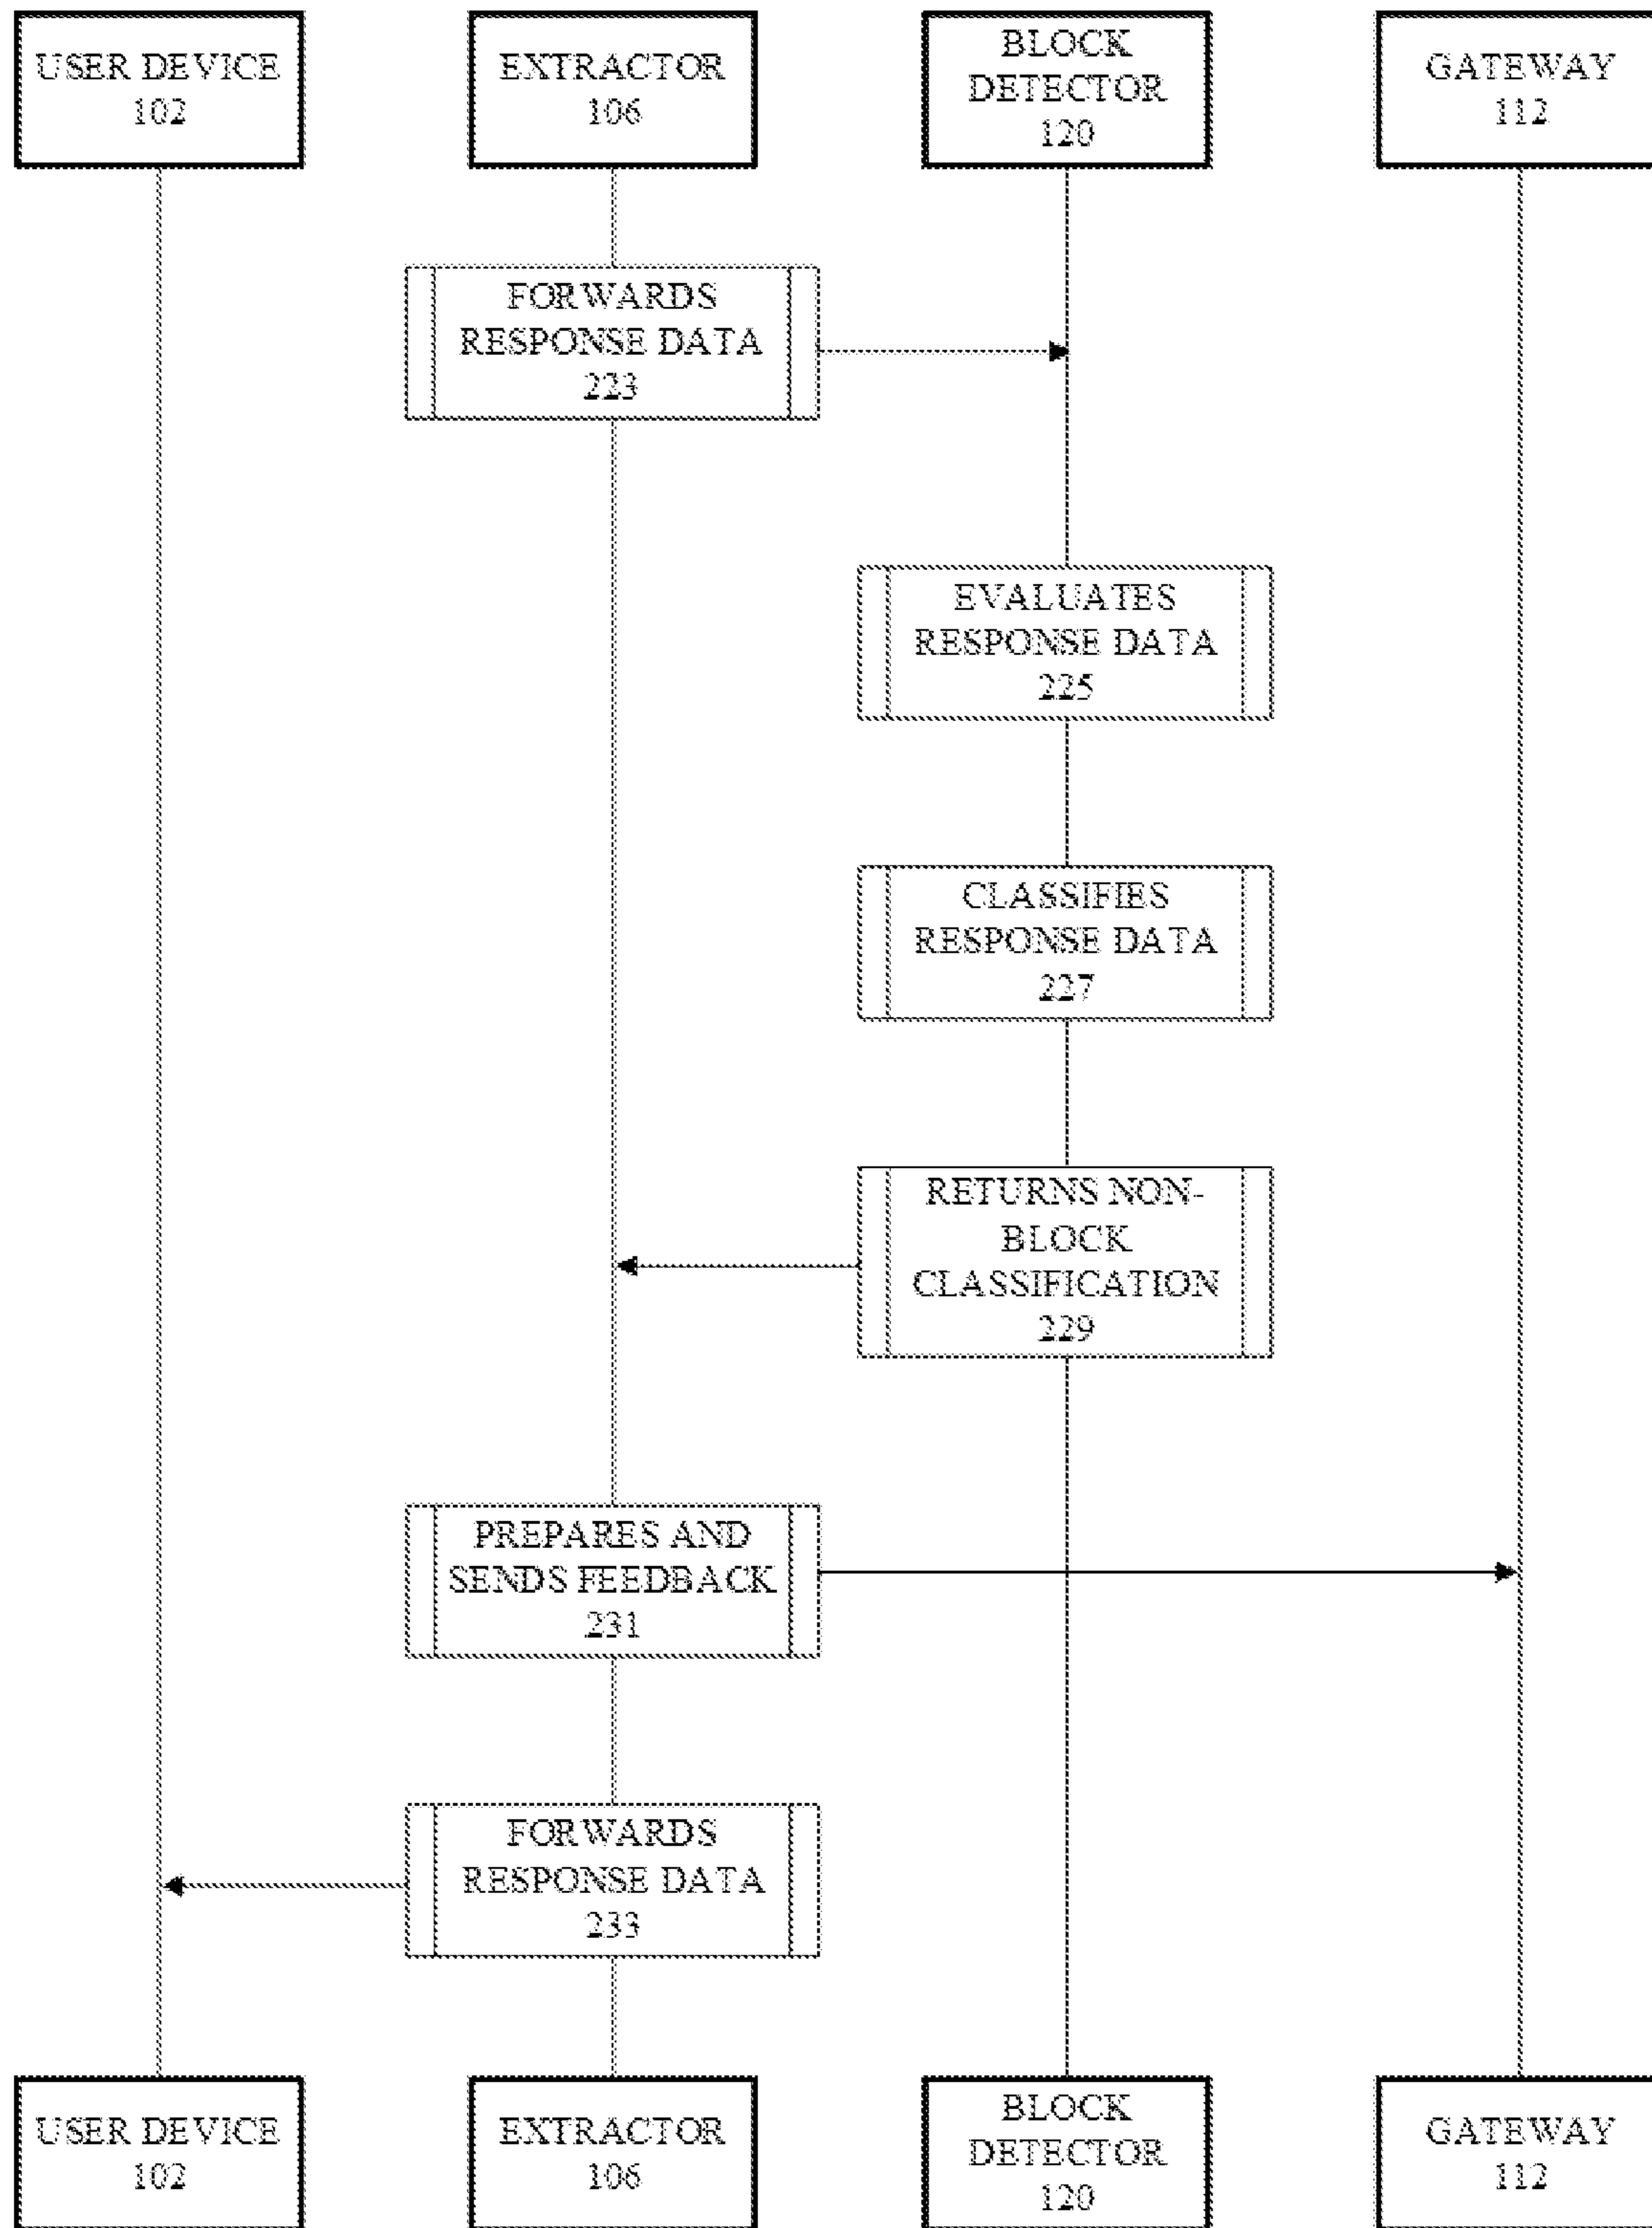 USER DEVICE
102
EXTRACTOR
106
BLOCK
DETECTOR
120
GATEWAY
112
FORWARDS
RESPONSE DATA
223
EVALUATES
RESPONSE DATA
225
CLASSIFIES
RESPONSE DATA
227
RETURNS NON-
BLOCK
CLASSIFICATION
229
PREPARES AND
SENDS FEEDBACK
231
FORWARDS
RESPONSE DATA
233
USER DEVICE
102
EXTRACTOR
106
BLOCK
DETECTOR
120
GATEWAY
112